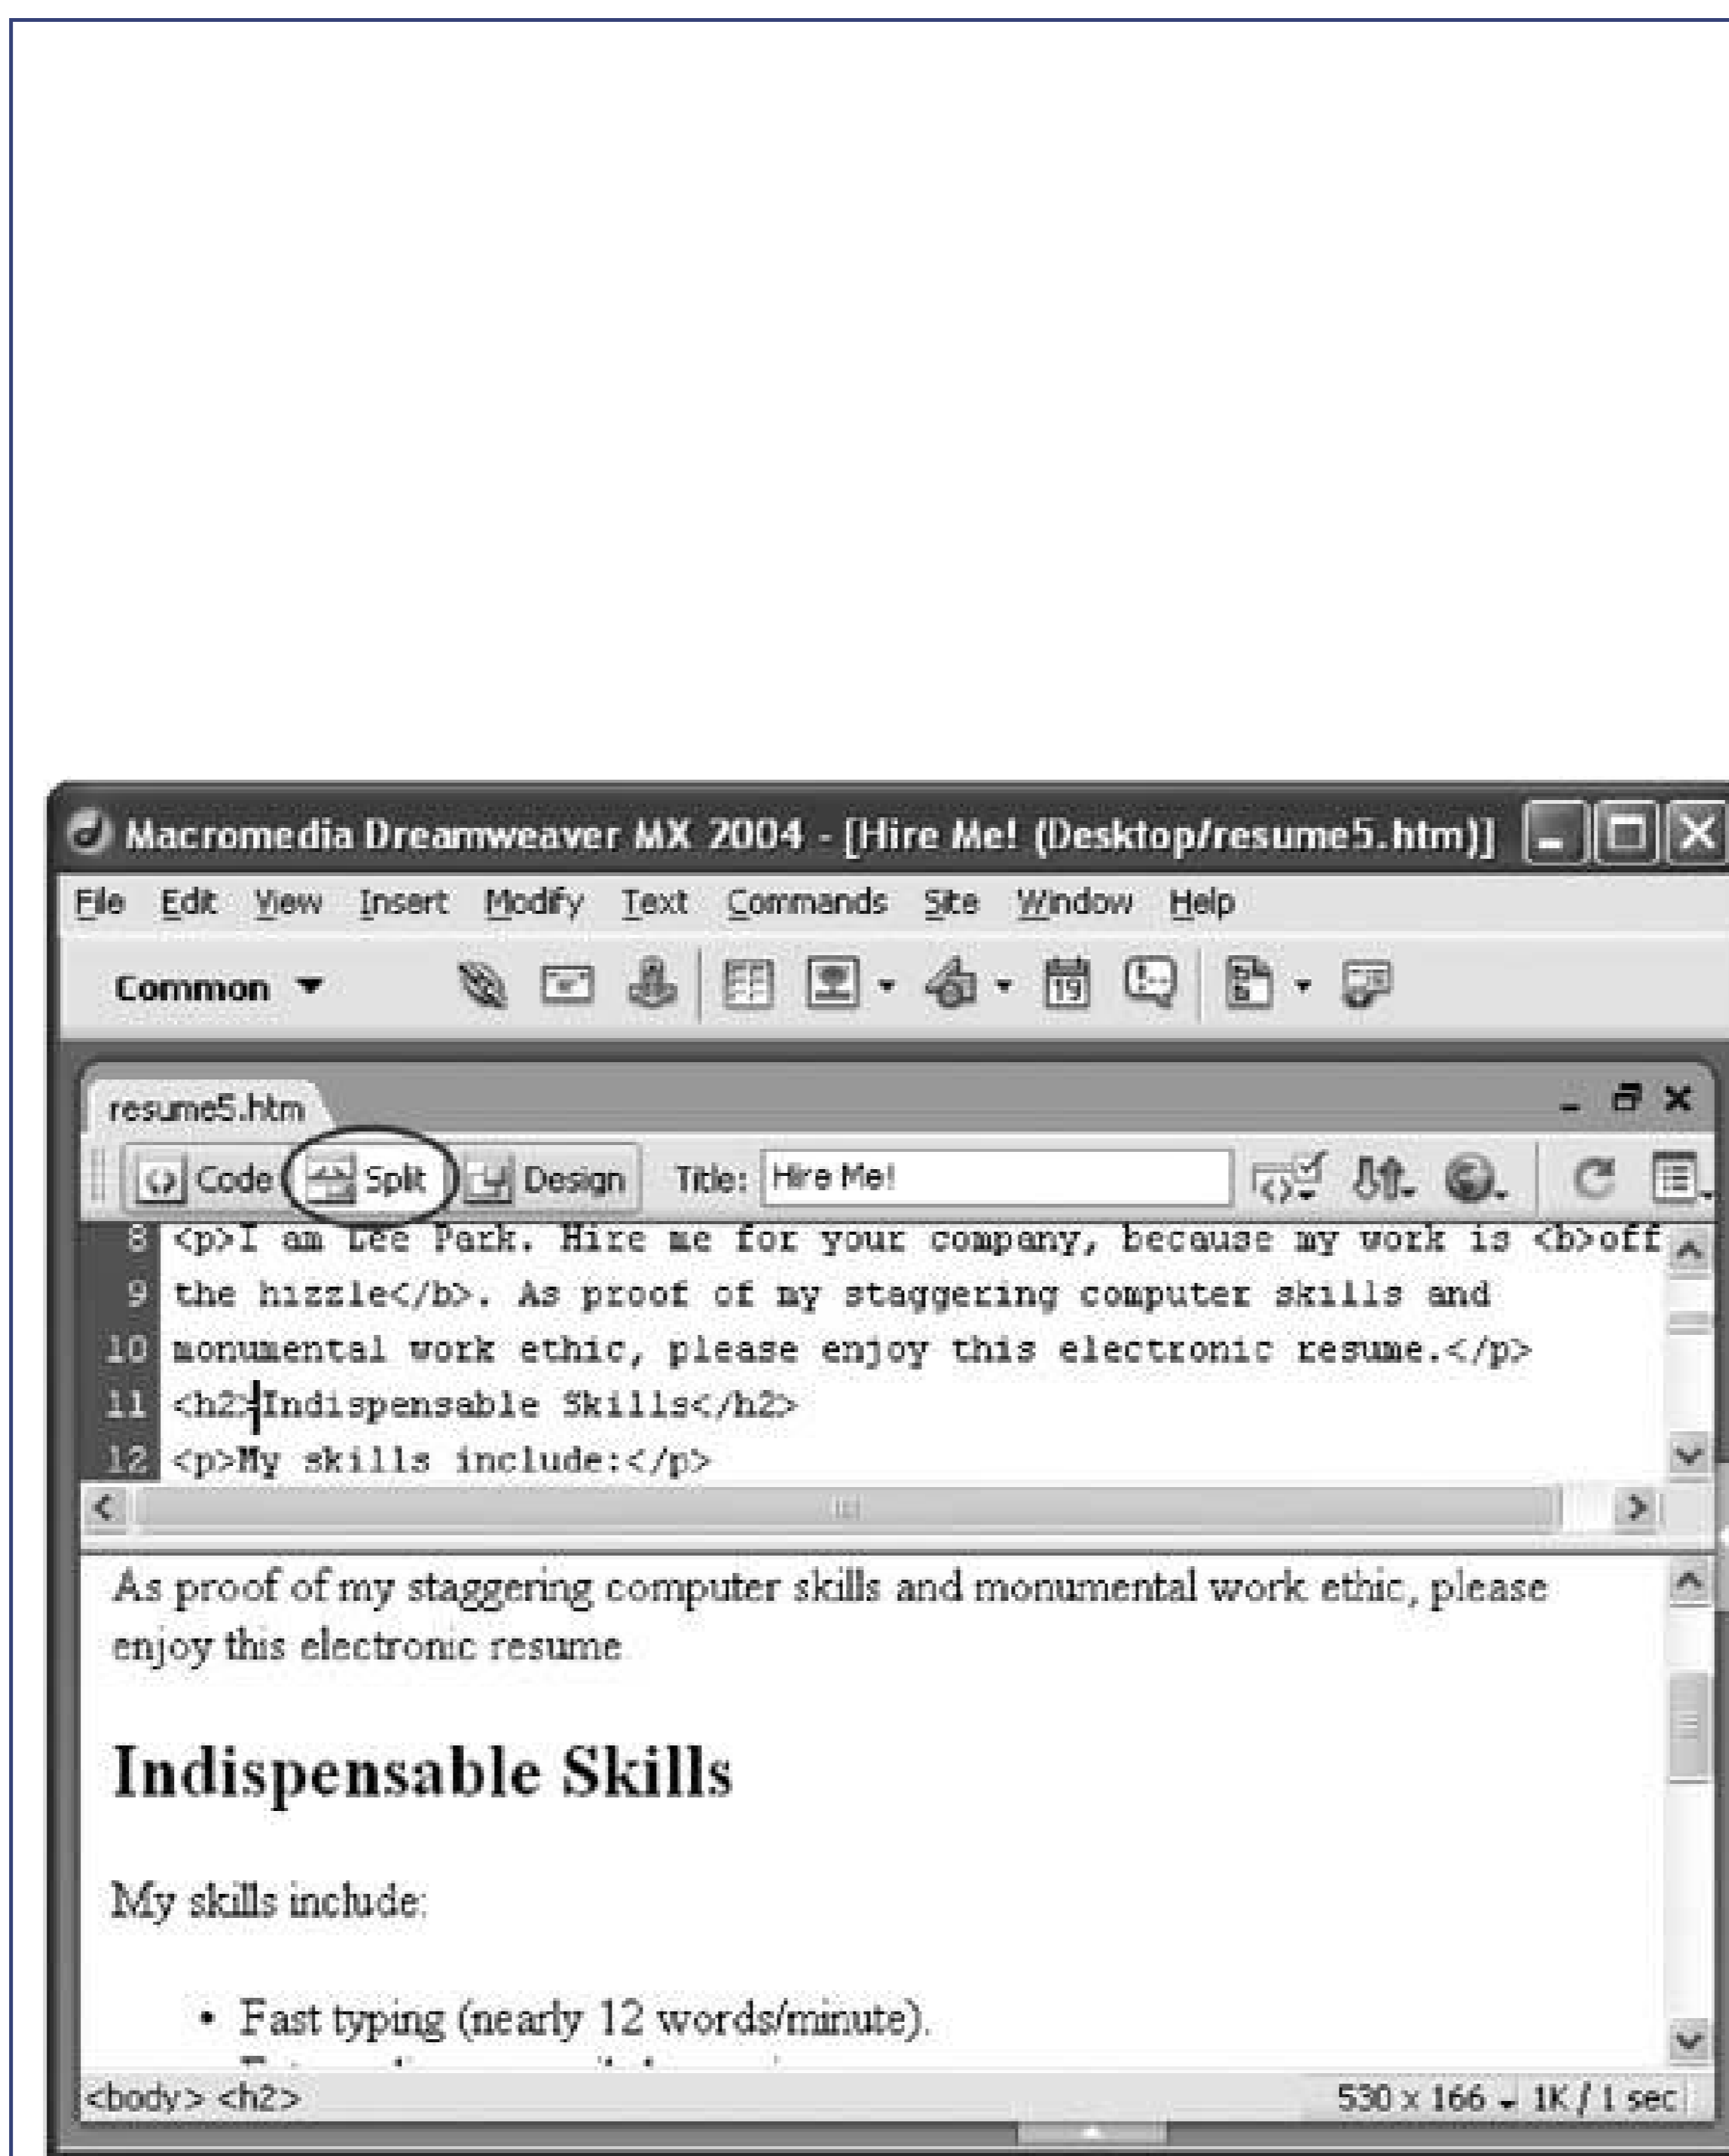 Macromedia Dreamweaver MX 2004 - [Hire Me! (Desktop/resume5.htm)]
File Edit View Insert Modify Text Commands Site Window Help
Common 19
resume5.htm
Code Split Design Title: Hire Me!
8 <p>I am Lee Park. Hire me for your company, because my work is <b>off
9 the hizzle</b>. As proof of my staggering computer skills and
10 monumental work ethic, please enjoy this electronic resume.</p>
11 <h2>Indispensable Skills</h2>
12 <p>My skills include:</p>
As proof of my staggering computer skills and monumental work ethic, please
enjoy this electronic resume
Indispensable Skills
My skills include:
• Fast typing (nearly 12 words/minute).
<body> <h2> 530 x 166 1K / 1 sec